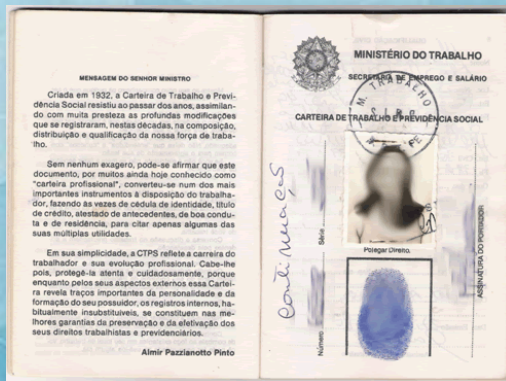 MENSAGEM DO SENHOR MINISTRO
Criada em 1932, a Carteira de Trabalho e Previ-
dência Social resistiu ao passar dos anos, assimilan-
do com muita presteza as profundas modificações
que se registraram, nestas décadas, na composição,
distribuição e qualificação da nossa força de traba-
lho.
Sem nenhum exagero, pode-se afirmar que este
documento, por muitos ainda hoje conhecido como
"carteira profissional", converteu-se num dos mais
importantes instrumentos à disposição do trabalha-
dor, fazendo às vezes de cédula de identidade, título
de crédito, atestado de antecedentes, de boa condu-
ta e de residência, para citar apenas algumas das
suas múltiplas utilidades.
Em sua simplicidade, a CTPS reflete a carreira do
trabalhador e sua evolução profissional. Cabe-lhe
pois, protegê-la atenta e cuidadosamente, porque
enquanto pelos seus aspectos externos essa Cartei-
ra revela traços importantes da personalidade e da
formação do seu possuidor, os registros internos, ha-
bitualmente insubstituíveis, se constituem nas me-
lhores garantias da preservação e da efetivação dos
seus direitos trabalhistas e previdenciários.
Almir Pazzianotto Pinto
MINISTÉRIO DO TRABALHO
SECRETARIA DE EMPREGO E SALÁRIO
M. TRABALHO
CARTEIRA DE TRABALHO E PREVIDÊNCIA SOCIAL
Continuação
Número
Série
Polegar Direito.
ASSINATURA DO PORTADOR